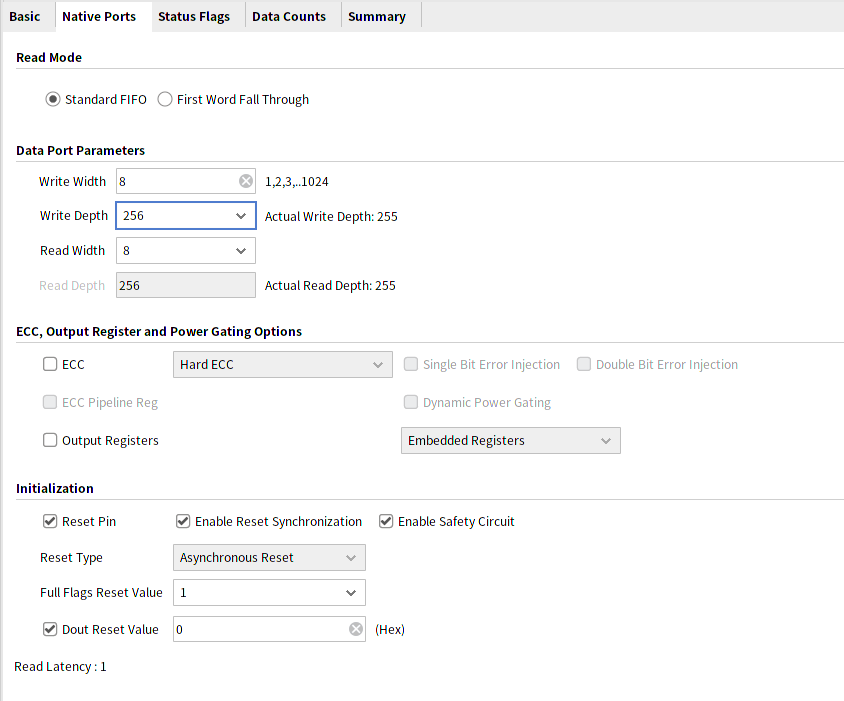 Basic Native Ports Status Flags Data Counts Summary
Read Mode
Standard FIFO First Word Fall Through
Data Port Parameters
Write Width 8 1,2,3,..1024
Write Depth 256 Actual Write Depth: 255
Read Width 8
Read Depth 256 Actual Read Depth: 255
ECC, Output Register and Power Gating Options
ECC Hard ECC Single Bit Error Injection Double Bit Error Injection
ECC Pipeline Reg Dynamic Power Gating
Output Registers Embedded Registers
Initialization
Reset Pin Enable Reset Synchronization Enable Safety Circuit
Reset Type Asynchronous Reset
Full Flags Reset Value 1
Dout Reset Value 0 (Hex)
Read Latency : 1